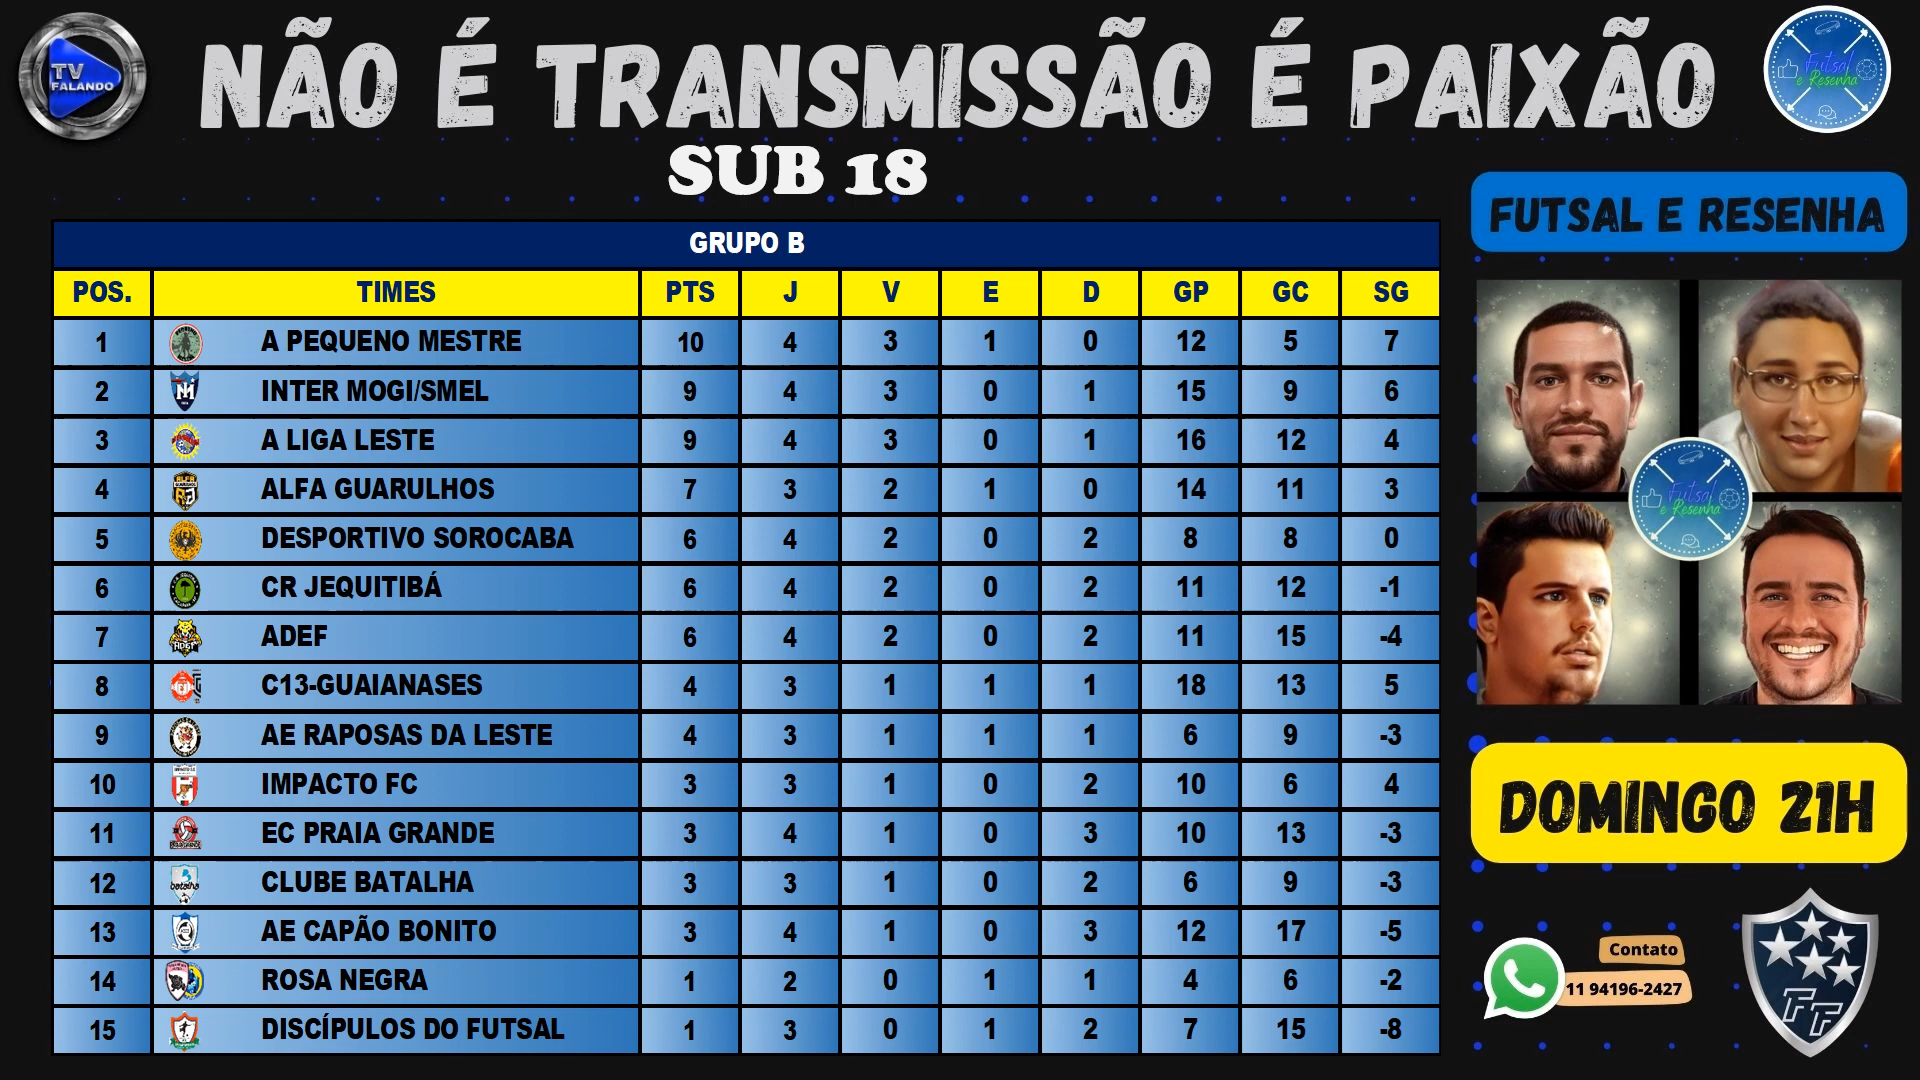 TV
FALANDO
NÃO É TRANSMISSÃO É PAIXÃO
Futsal
e Resenha
SUB 18
FUTSAL E RESENHA
GRUPO B
POS. TIMES PTS J V E D GP GC SG
1 A PEQUENO MESTRE 10 4 3 1 0 12 5 7
2 INTER MOGI/SMEL 9 4 3 0 1 15 9 6
3 A LIGA LESTE 9 4 3 0 1 16 12 4
4 ALFA GUARULHOS 7 3 2 1 0 14 11 3
5 DESPORTIVO SOROCABA 6 4 2 0 2 8 8 0
6 CR JEQUITIBÁ 6 4 2 0 2 11 12 -1
7 ADEF 6 4 2 0 2 11 15 -4
8 C13-GUAIANASES 4 3 1 1 1 18 13 5
9 AE RAPOSAS DA LESTE 4 3 1 1 1 6 9 -3
10 IMPACTO FC 3 3 1 0 2 10 6 4
11 EC PRAIA GRANDE 3 4 1 0 3 10 13 -3
12 CLUBE BATALHA 3 3 1 0 2 6 9 -3
13 AE CAPÃO BONITO 3 4 1 0 3 12 17 -5
14 ROSA NEGRA 1 2 0 1 1 4 6 -2
15 DISCÍPULOS DO FUTSAL 1 3 0 1 2 7 15 -8
Futsal
e Resenha
DOMINGO 21H
Contato
11 94196-2427
FF